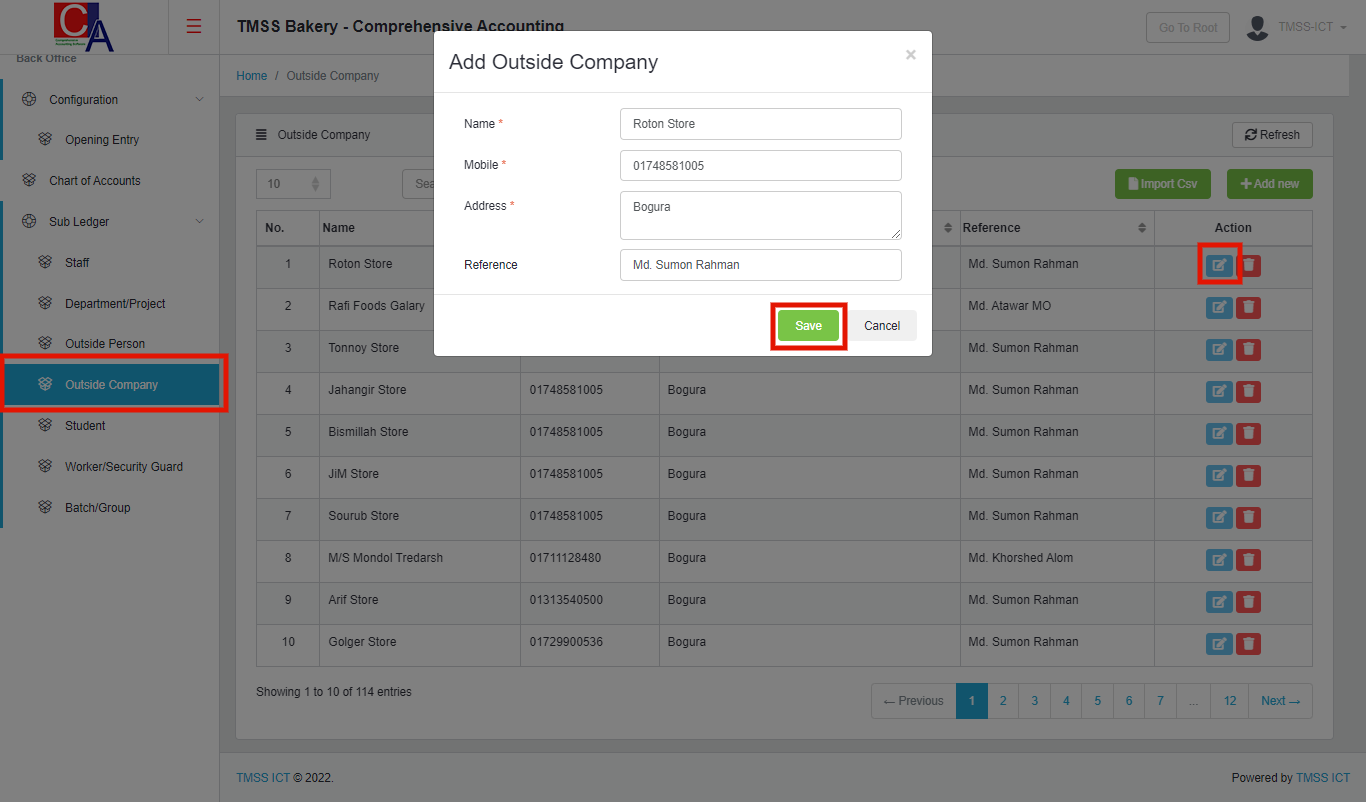 CA
TMSS Bakery - Comprehensive Accounting
Go To Root
TMSS-ICT
Back Office
Home / Outside Company
Configuration
Opening Entry
Chart of Accounts
Sub Ledger
Staff
Department/Project
Outside Person
Outside Company
Student
Worker/Security Guard
Batch/Group
Add Outside Company
×
Name *
Roton Store
Mobile *
01748581005
Address *
Bogura
Reference
Md. Sumon Rahman
Save
Cancel
Outside Company
Refresh
10
Import Csv
Add new
No. Name Reference Action
1 Roton Store Md. Sumon Rahman
2 Rafi Foods Galary Md. Atawar MO
3 Tonnoy Store Md. Sumon Rahman
4 Jahangir Store 01748581005 Bogura Md. Sumon Rahman
5 Bismillah Store 01748581005 Bogura Md. Sumon Rahman
6 JiM Store 01748581005 Bogura Md. Sumon Rahman
7 Sourub Store 01748581005 Bogura Md. Sumon Rahman
8 M/S Mondol Tredarsh 01711128480 Bogura Md. Khorshed Alom
9 Arif Store 01313540500 Bogura Md. Sumon Rahman
10 Golger Store 01729900536 Bogura Md. Sumon Rahman
Showing 1 to 10 of 114 entries
← Previous 1 2 3 4 5 6 7 ... 12 Next →
TMSS ICT © 2022.
Powered by TMSS ICT